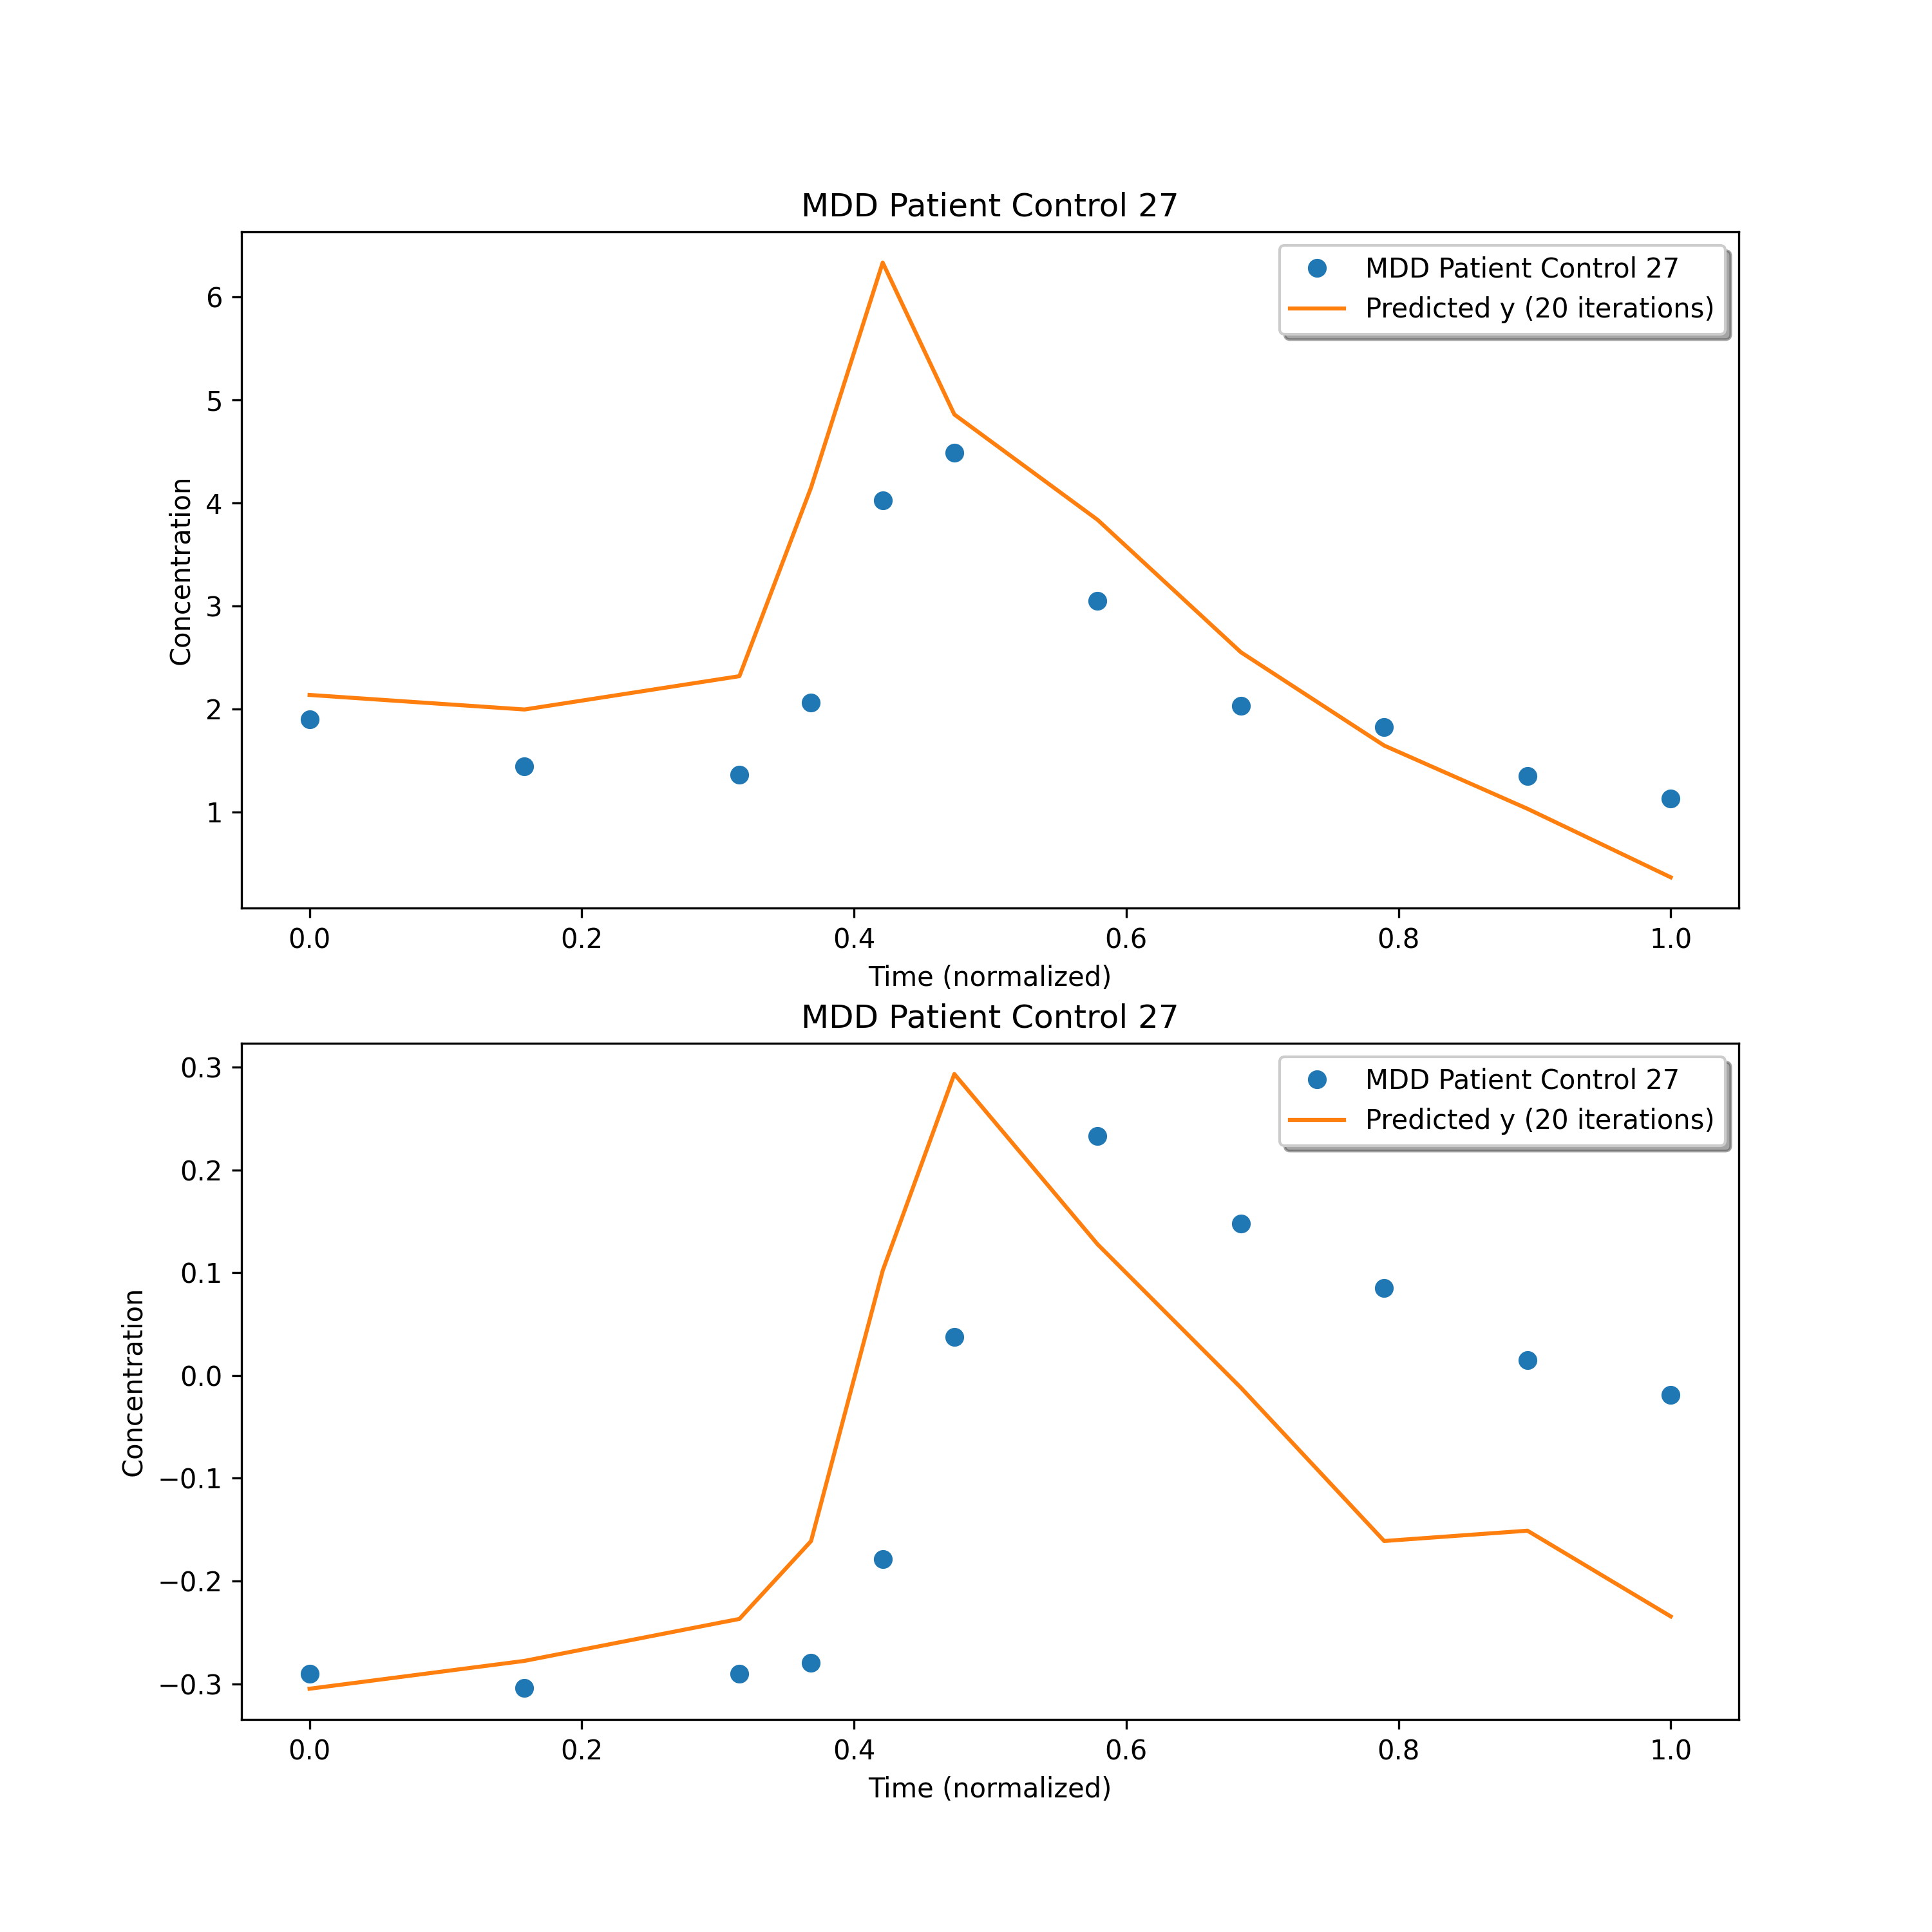 MDD Patient Control 27
MDD Patient Control 27
Predicted y (20 iterations)
6
5
4
3
2
1
Concentration
0.0 0.2 0.4 0.6 0.8 1.0
Time (normalized)
MDD Patient Control 27
MDD Patient Control 27
Predicted y (20 iterations)
0.3
0.2
0.1
0.0
−0.1
−0.2
−0.3
Concentration
0.0 0.2 0.4 0.6 0.8 1.0
Time (normalized)